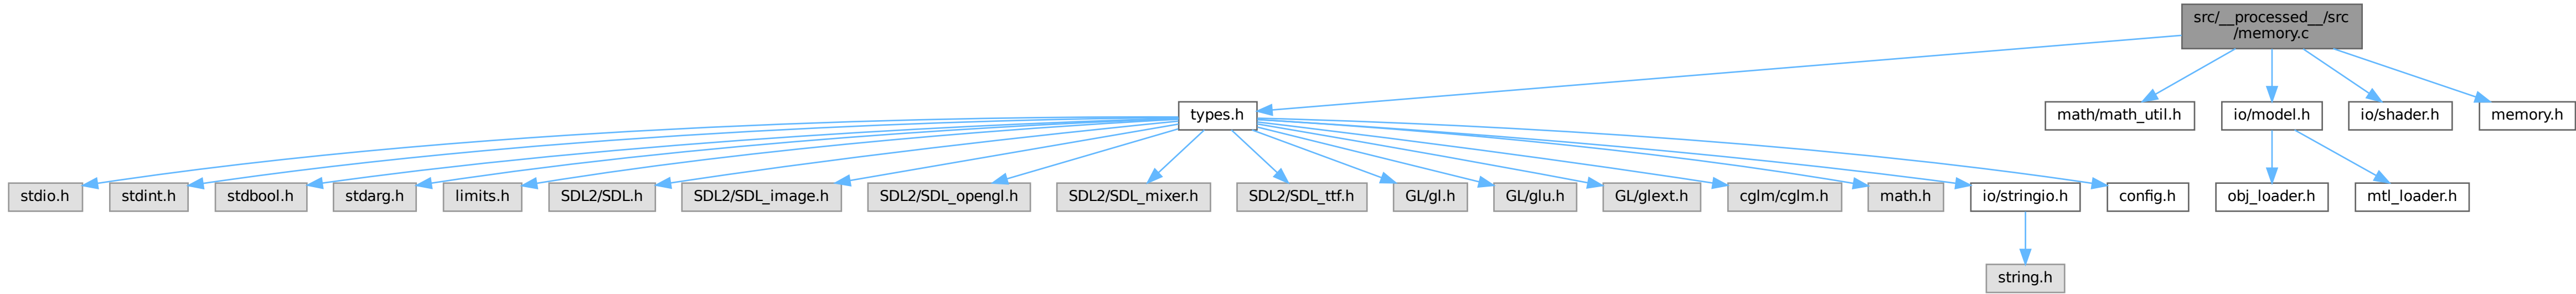 src/__processed__/src
/memory.c
types.h
math/math_util.h
io/model.h
io/shader.h
memory.h
stdio.h
stdint.h
stdbool.h
stdarg.h
limits.h
SDL2/SDL.h
SDL2/SDL_image.h
SDL2/SDL_opengl.h
SDL2/SDL_mixer.h
SDL2/SDL_ttf.h
GL/gl.h
GL/glu.h
GL/glext.h
cglm/cglm.h
math.h
io/stringio.h
config.h
obj_loader.h
mtl_loader.h
string.h